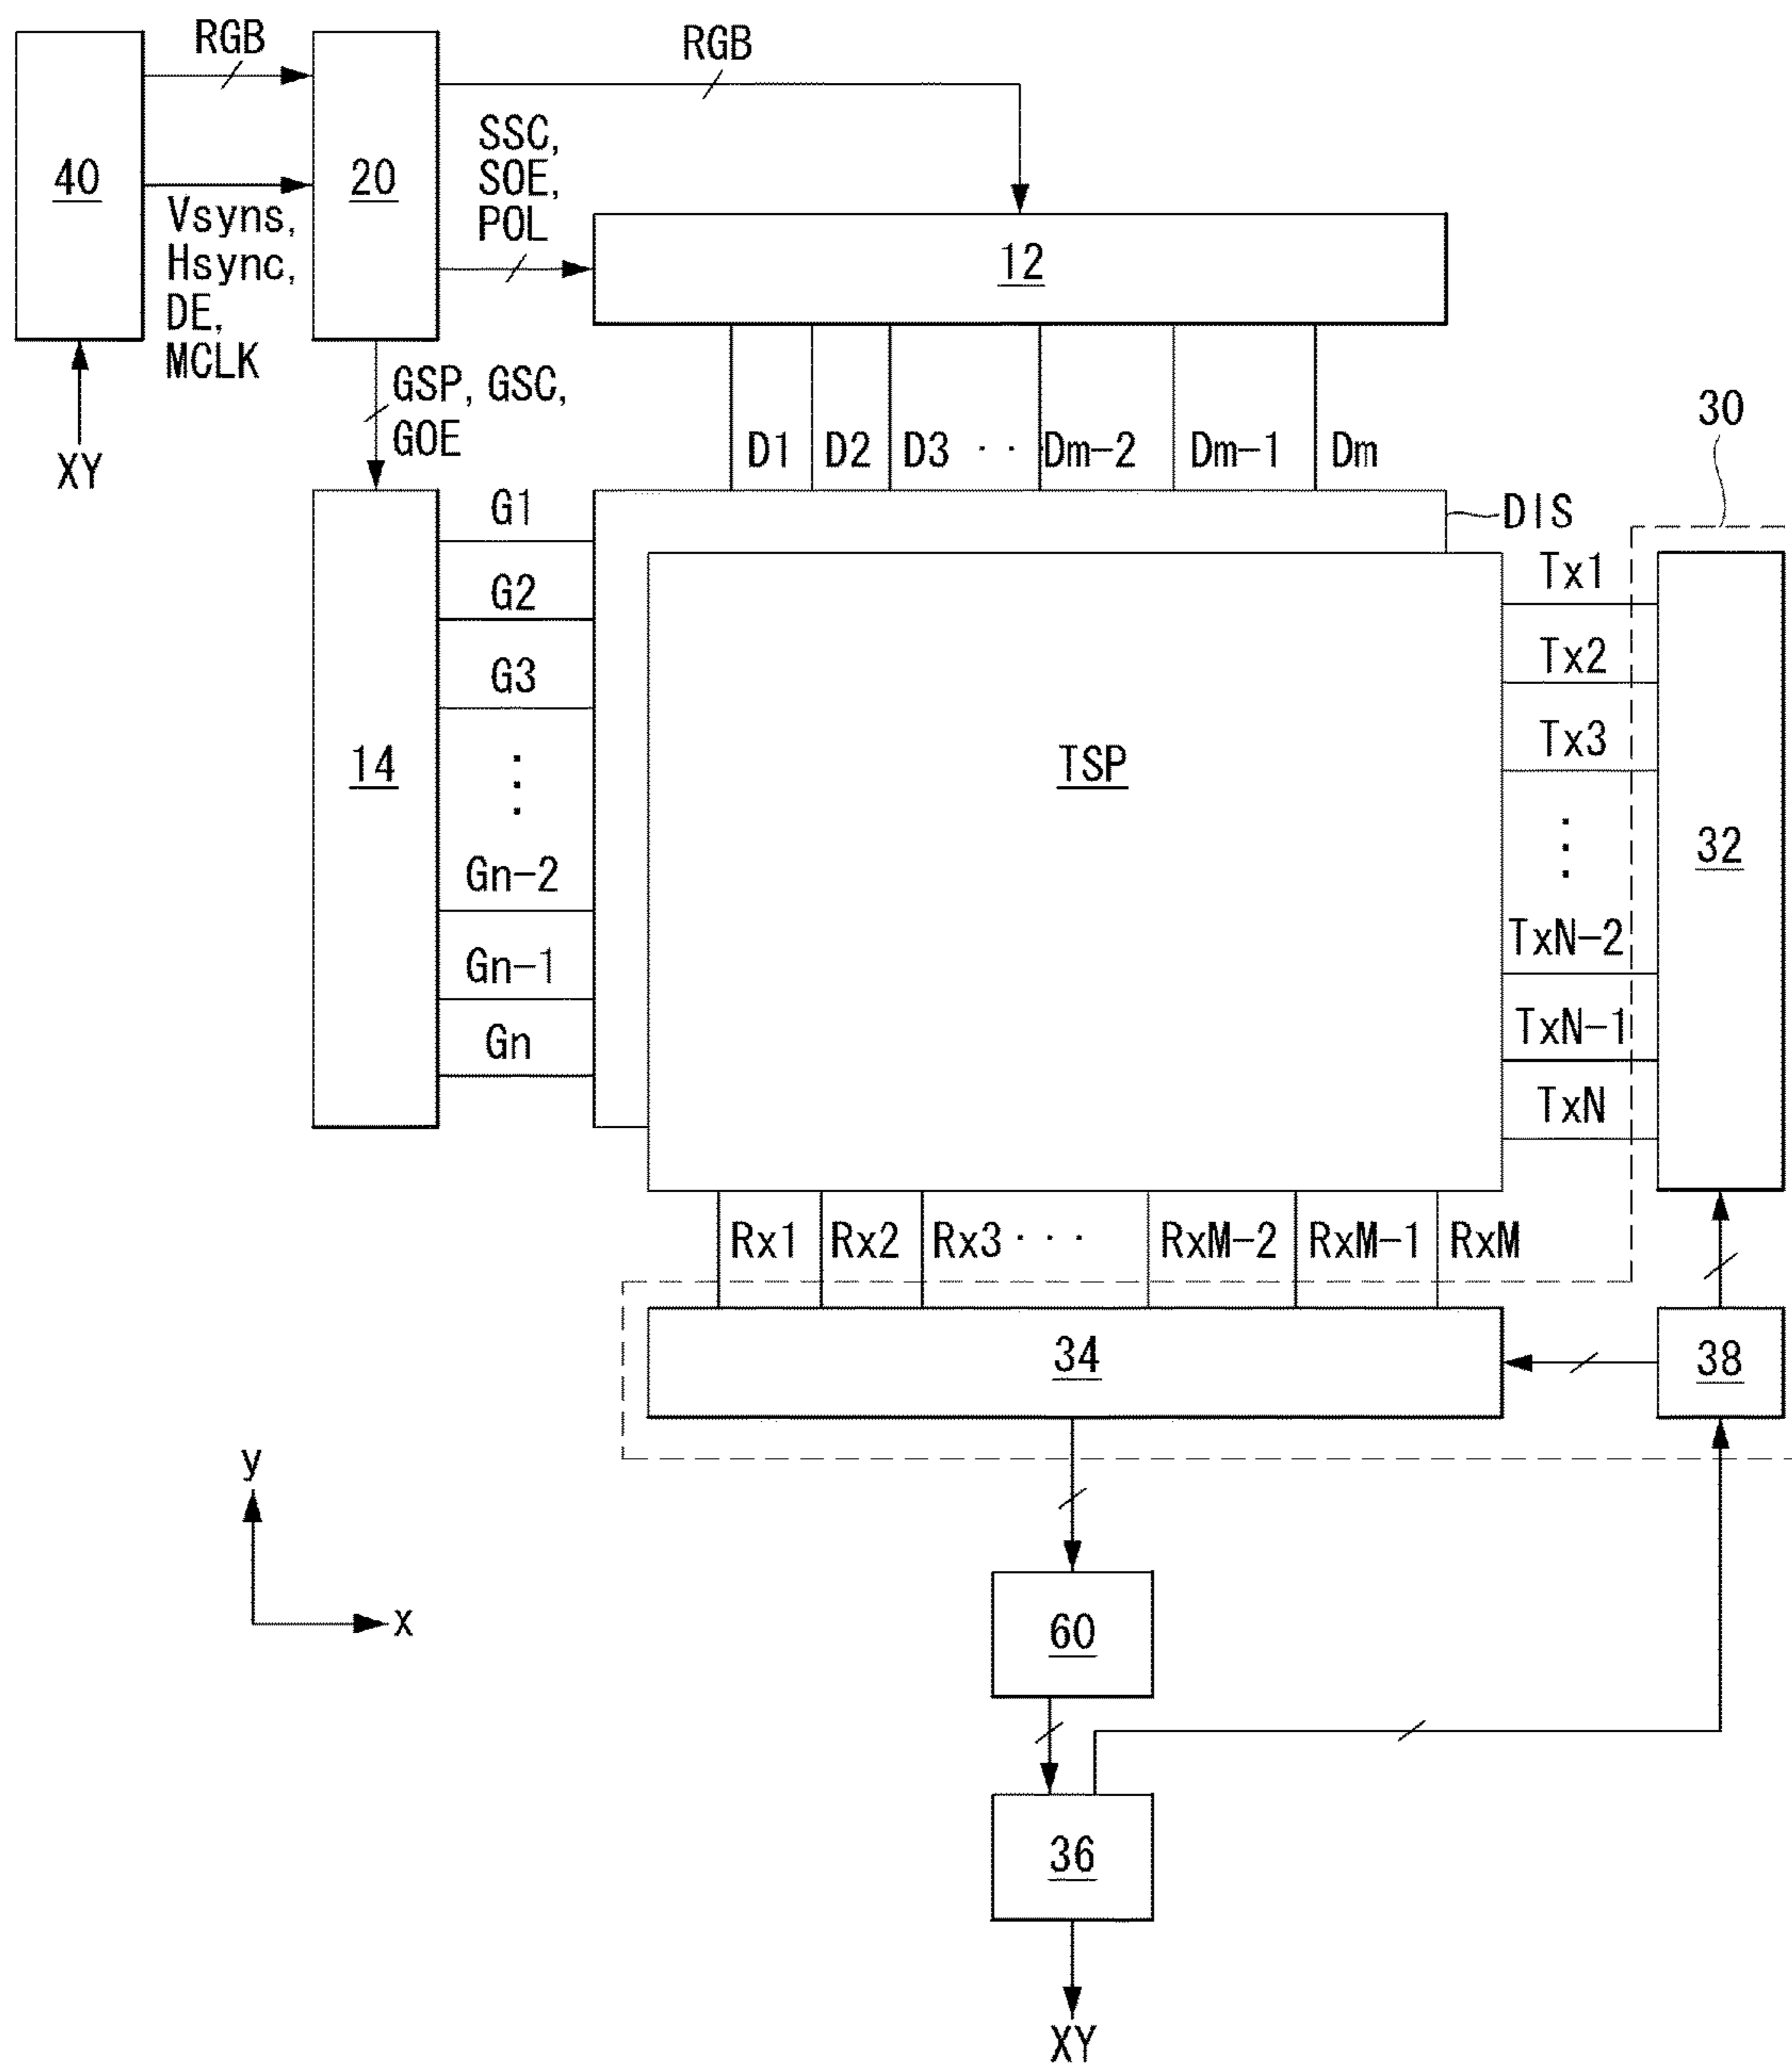 RGB
RGB
40
20
SSC,
SOE,
POL
Vsyns,
Hsync,
DE,
MCLK
12
XY
GSP, GSC,
GOE
D1 D2 D3 ··· Dm-2 Dm-1 Dm
30
DIS
G1
G2
G3
⋮
Gn-2
Gn-1
Gn
14
TSP
Tx1
Tx2
Tx3
⋮
TxN-2
TxN-1
TxN
32
Rx1 Rx2 Rx3 ··· RxM-2 RxM-1 RxM
34
38
y
x
60
36
XY